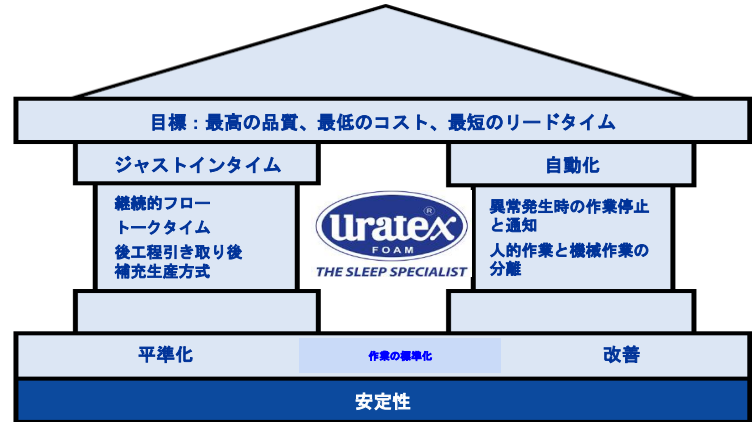 目標：最高の品質、最低のコスト、最短のリードタイム
ジャストインタイム
継続的フロー
トークタイム
後工程引き取り後
補充生産方式
uratex
®
FOAM
THE SLEEP SPECIALIST
自動化
異常発生時の作業停止
と通知
人的作業と機械作業の
分離
平準化
作業の標準化
改善
安定性